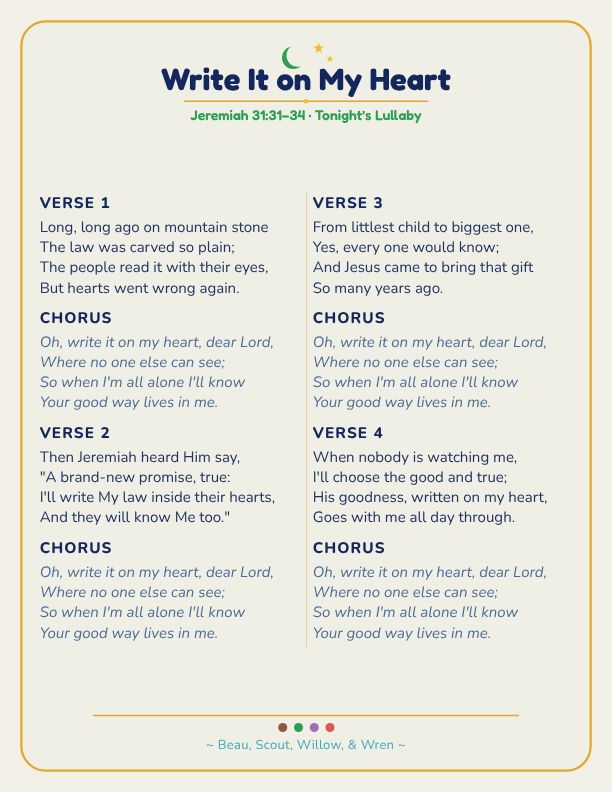 Write It on My Heart
Jeremiah 31:31–34 · Tonight's Lullaby
VERSE 1
Long, long ago on mountain stone
The law was carved so plain;
The people read it with their eyes,
But hearts went wrong again.
CHORUS
Oh, write it on my heart, dear Lord,
Where no one else can see;
So when I'm all alone I'll know
Your good way lives in me.
VERSE 2
Then Jeremiah heard Him say,
"A brand-new promise, true:
I'll write My law inside their hearts,
And they will know Me too."
CHORUS
Oh, write it on my heart, dear Lord,
Where no one else can see;
So when I'm all alone I'll know
Your good way lives in me.
VERSE 3
From littlest child to biggest one,
Yes, every one would know;
And Jesus came to bring that gift
So many years ago.
CHORUS
Oh, write it on my heart, dear Lord,
Where no one else can see;
So when I'm all alone I'll know
Your good way lives in me.
VERSE 4
When nobody is watching me,
I'll choose the good and true;
His goodness, written on my heart,
Goes with me all day through.
CHORUS
Oh, write it on my heart, dear Lord,
Where no one else can see;
So when I'm all alone I'll know
Your good way lives in me.
~ Beau, Scout, Willow, & Wren ~